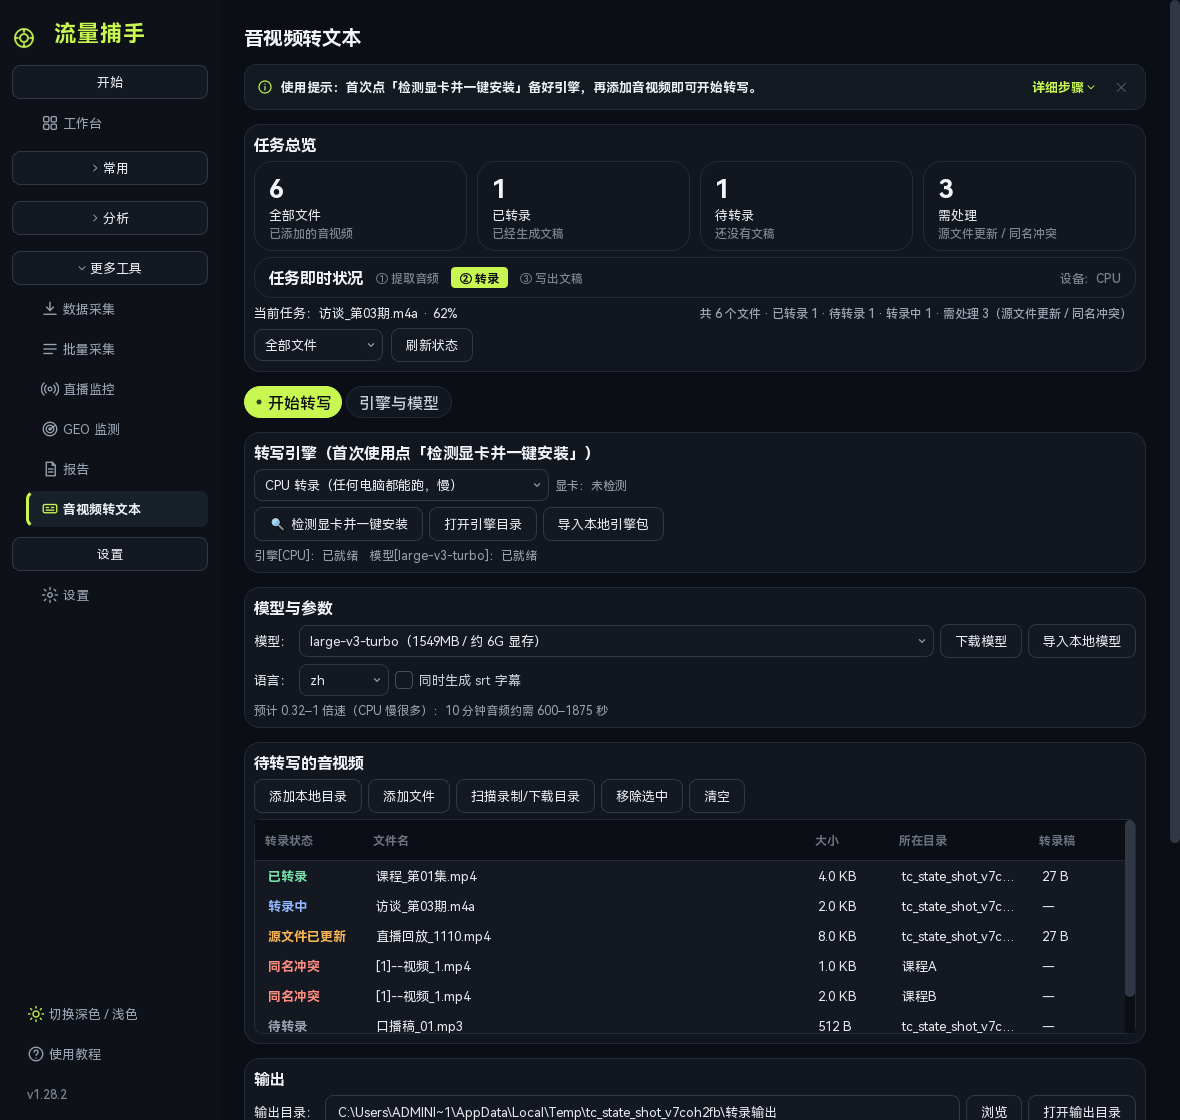 流量捕手
开始
工作台
常用
分析
更多工具
数据采集
批量采集
直播监控
GEO 监测
报告
音视频转文本
设置
设置
切换深色 / 浅色
使用教程
v1.28.2
音视频转文本
使用提示：首次点「检测显卡并一键安装」备好引擎，再添加音视频即可开始转写。 详细步骤
任务总览
6
全部文件
已添加的音视频
1
已转录
已经生成文稿
1
待转录
还没有文稿
3
需处理
源文件更新 / 同名冲突
任务即时状况 ① 提取音频 ② 转录 ③ 写出文稿 设备：CPU
当前任务：访谈_第03期.m4a · 62% 共 6 个文件 · 已转录 1 · 待转录 1 · 转录中 1 · 需处理 3（源文件更新 / 同名冲突）
全部文件 刷新状态
• 开始转写 引擎与模型
转写引擎（首次使用点「检测显卡并一键安装」）
CPU 转录（任何电脑都能跑，慢） 显卡：未检测
检测显卡并一键安装 打开引擎目录 导入本地引擎包
引擎[CPU]：已就绪 模型[large-v3-turbo]：已就绪
模型与参数
模型： large-v3-turbo（1549MB / 约 6G 显存） 下载模型 导入本地模型
语言： zh 同时生成 srt 字幕
预计 0.32–1 倍速（CPU 慢很多）：10 分钟音频约需 600–1875 秒
待转写的音视频
添加本地目录 添加文件 扫描录制/下载目录 移除选中 清空
转录状态 文件名 大小 所在目录 转录稿
已转录 课程_第01集.mp4 4.0 KB tc_state_shot_v7c... 27 B
转录中 访谈_第03期.m4a 2.0 KB tc_state_shot_v7c... —
源文件已更新 直播回放_1110.mp4 8.0 KB tc_state_shot_v7c... 27 B
同名冲突 [1]--视频_1.mp4 1.0 KB 课程A —
同名冲突 [1]--视频_1.mp4 2.0 KB 课程B —
待转录 口播稿_01.mp3 512 B tc_state_shot_v7c... —
输出
输出目录： C:\Users\ADMINI~1\AppData\Local\Temp\tc_state_shot_v7coh2fb\转录输出 浏览 打开输出目录